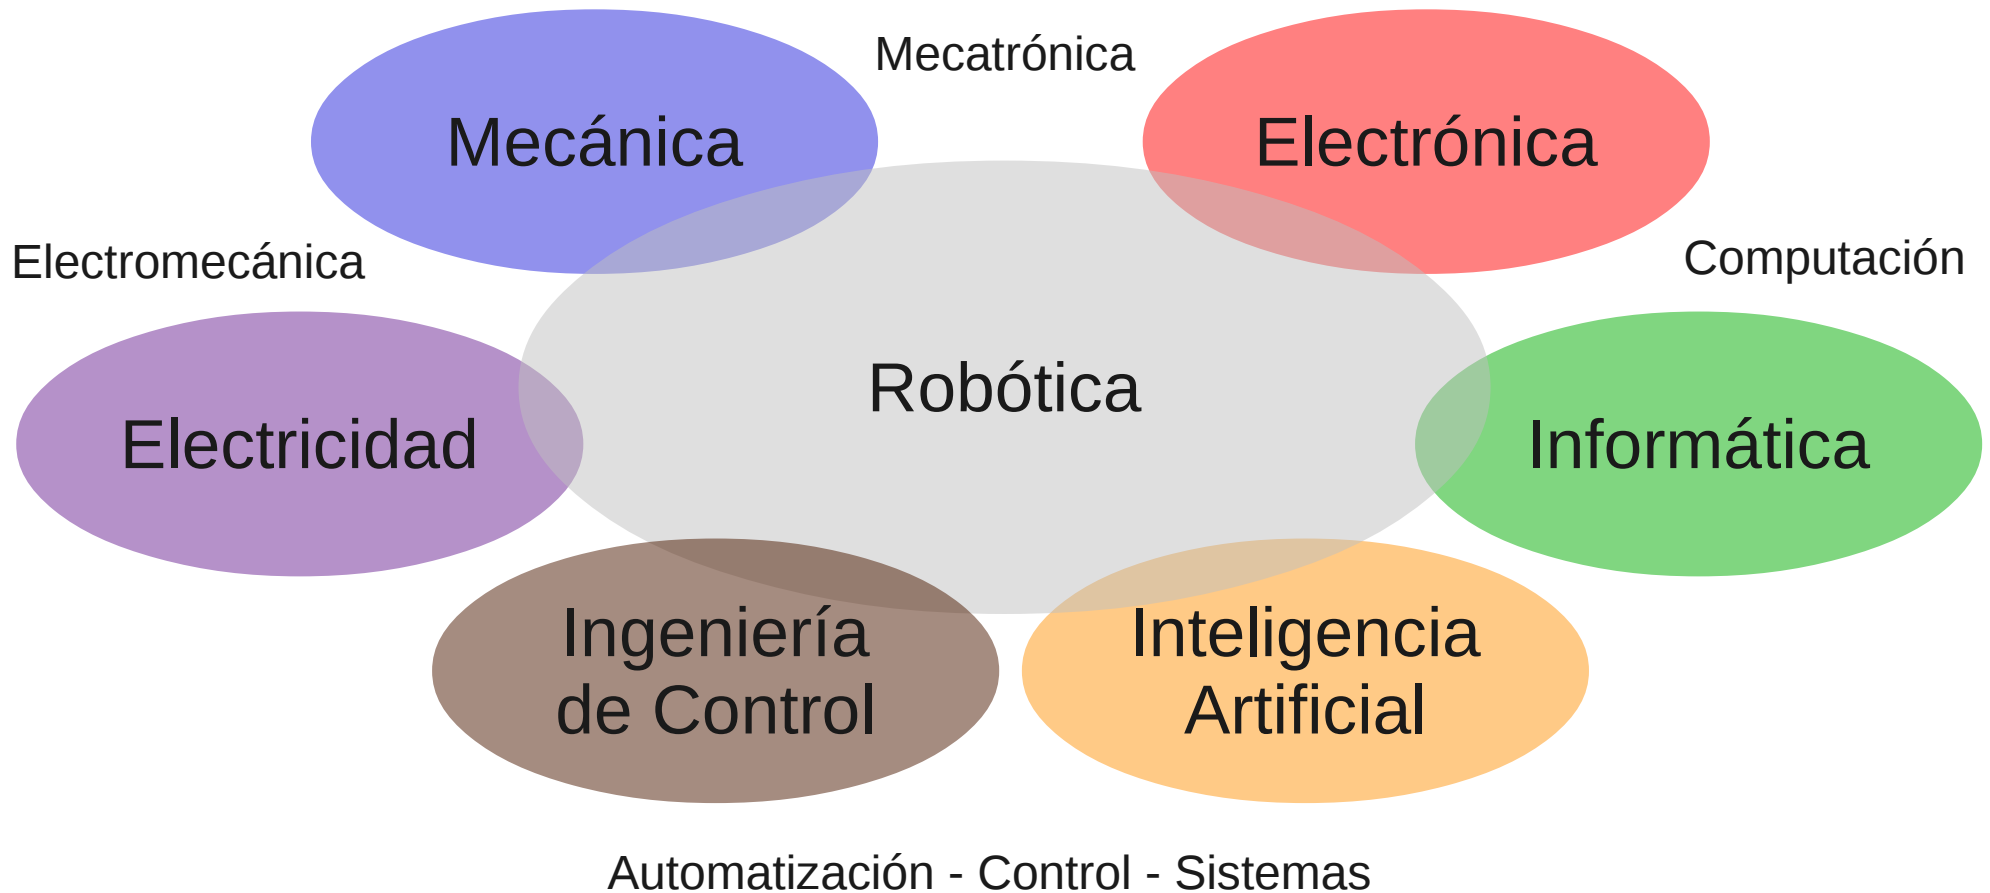 Mecatrónica
Mecánica
Electrónica
Electromecánica
Computación
Robótica
Electricidad
Informática
Ingeniería
de Control
Inteligencia
Artificial
Automatización - Control - Sistemas